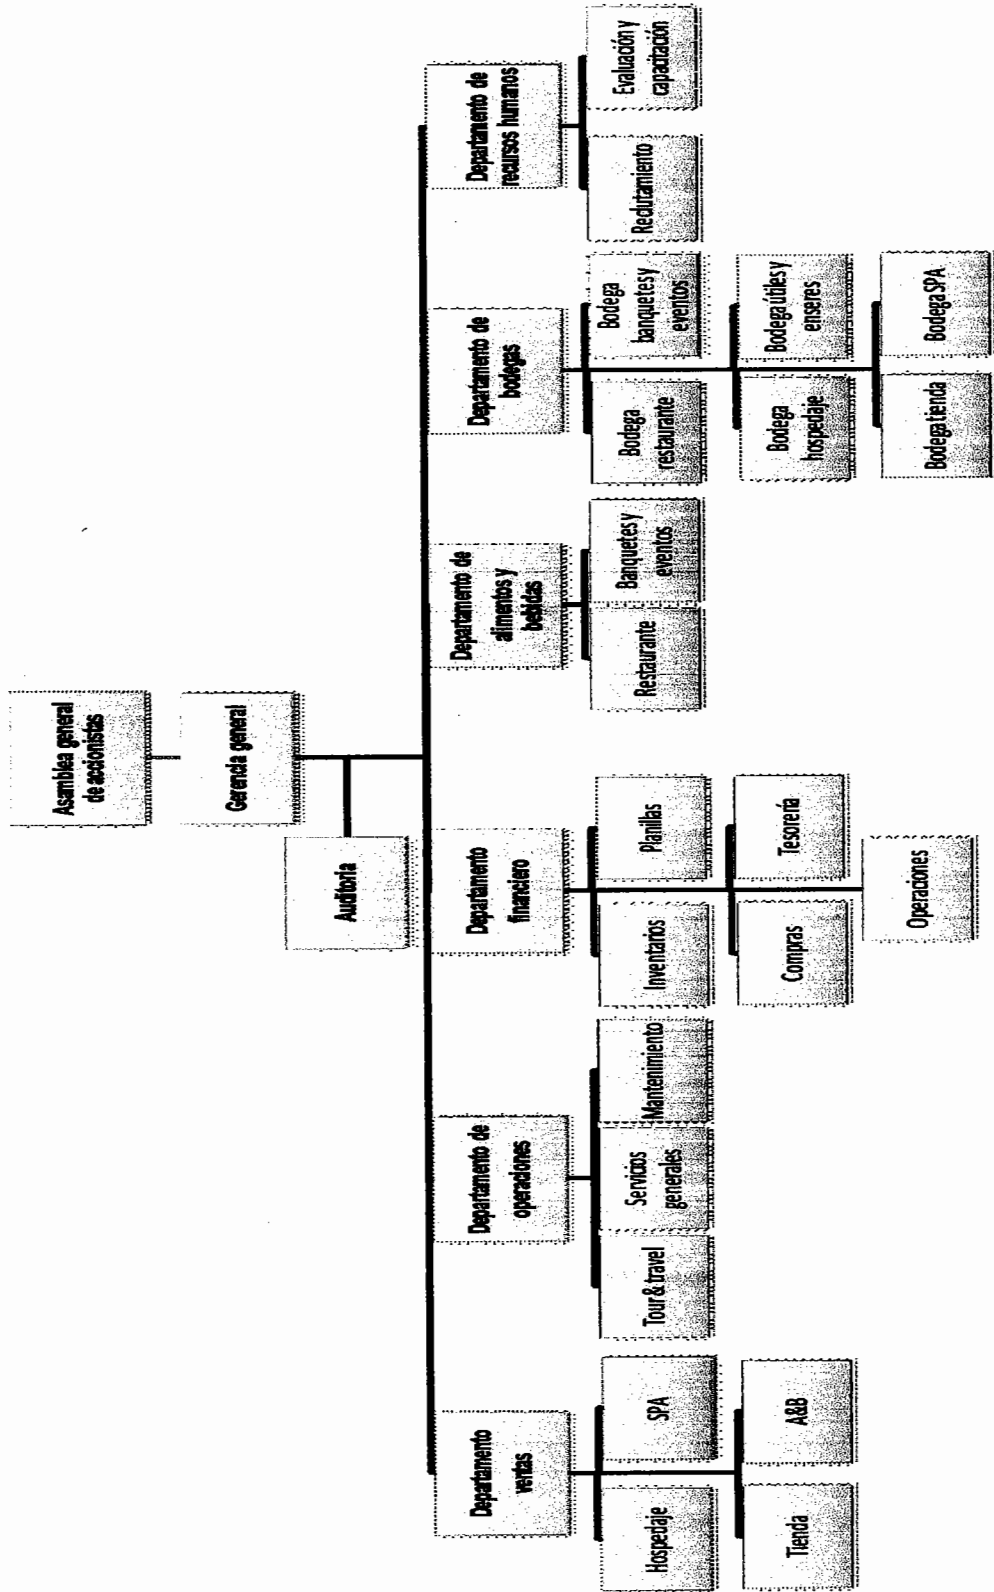 Asamblea general
de accionistas
Gerencia general
Auditoría
Departamento
ventas
Hospedaje
SPA
Tienda
A&B
Departamento de
operaciones
Tour & travel
Servicios
generales
Mantenimiento
Departamento
financiero
Inventarios
Planillas
Compras
Tesorería
Operaciones
Departamento de
alimentos y
bebidas
Restaurante
Banquetes y
eventos
Departamento de
bodegas
Bodega
restaurante
Bodega
banquetes y
eventos
Bodega
hospedaje
Bodega útiles y
enseres
Bodega tienda
Bodega SPA
Departamento de
recursos humanos
Reclutamiento
Evaluación y
capacitación